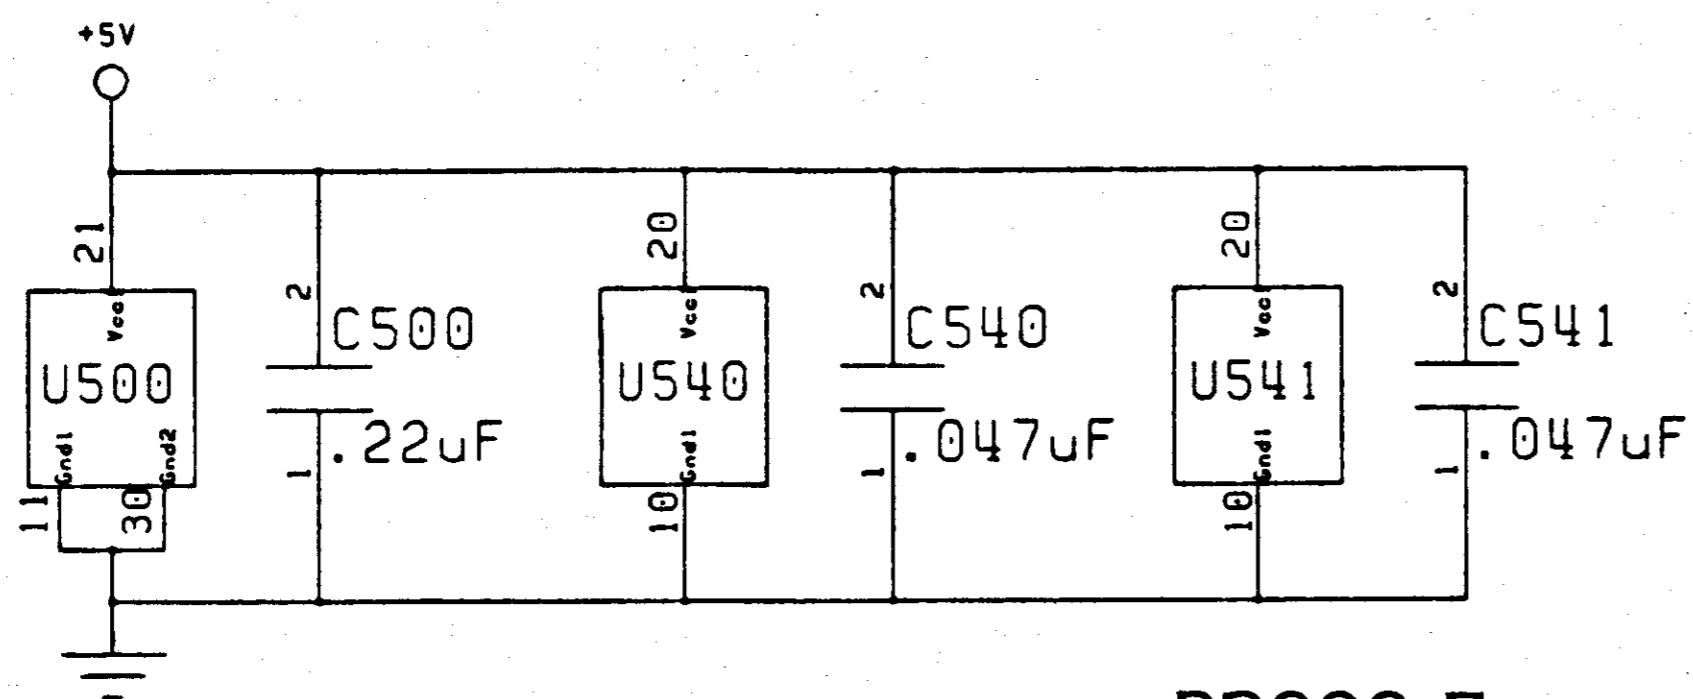 +5V
21
Vcc
U500
Gnd1
Gnd2
11
30
2
C500
.22uF
1
20
Vcc
U540
Gnd1
10
2
C540
.047uF
1
20
Vcc
U541
Gnd1
10
2
C541
.047uF
1